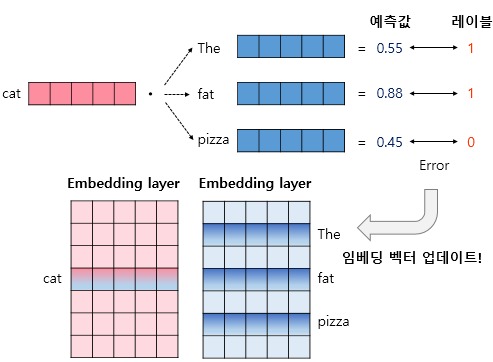 예측값 레이블
The = 0.55 1
cat fat = 0.88 1
pizza = 0.45 0
Error
Embedding layer Embedding layer
임베딩 벡터 업데이트!
The
cat fat
pizza